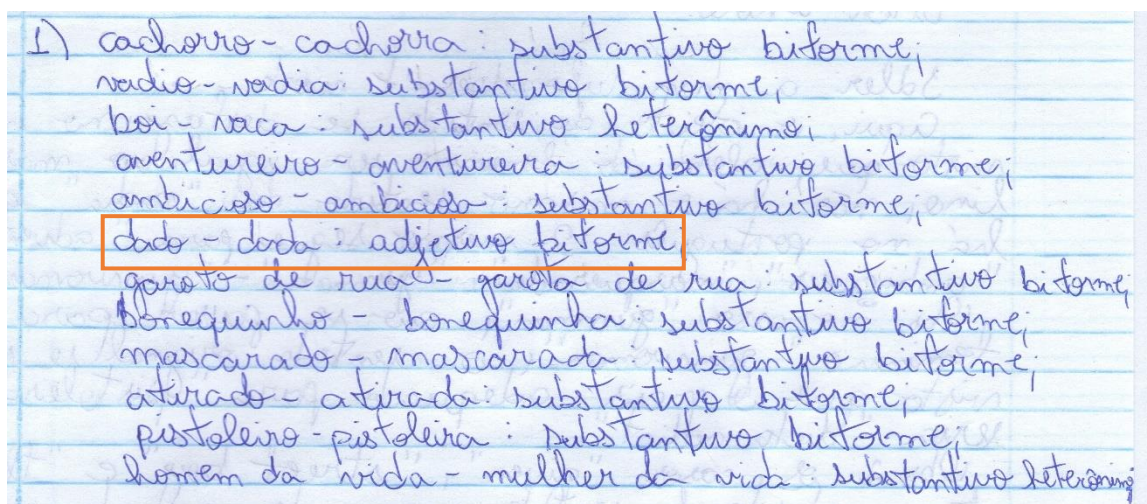 1) cachorro - cachorra : substantivo biforme;
vadio - vadia : substantivo biforme;
boi vaca : substantivo heterônimo;
aventureiro - aventureira : substantivo biforme;
ambicioso - ambiciosa : substantivo biforme;
dado - dada : adjetivo biforme;
garoto de rua - garota de rua : substantivo biforme;
bonequinho - bonequinha : substantivo biforme;
mascarado - mascarada substantivo biforme;
atirado - atirada substantivo biforme;
pistoleiro - pistoleira : substantivo biforme;
homem da vida - mulher da vida : substantivo heterônimo